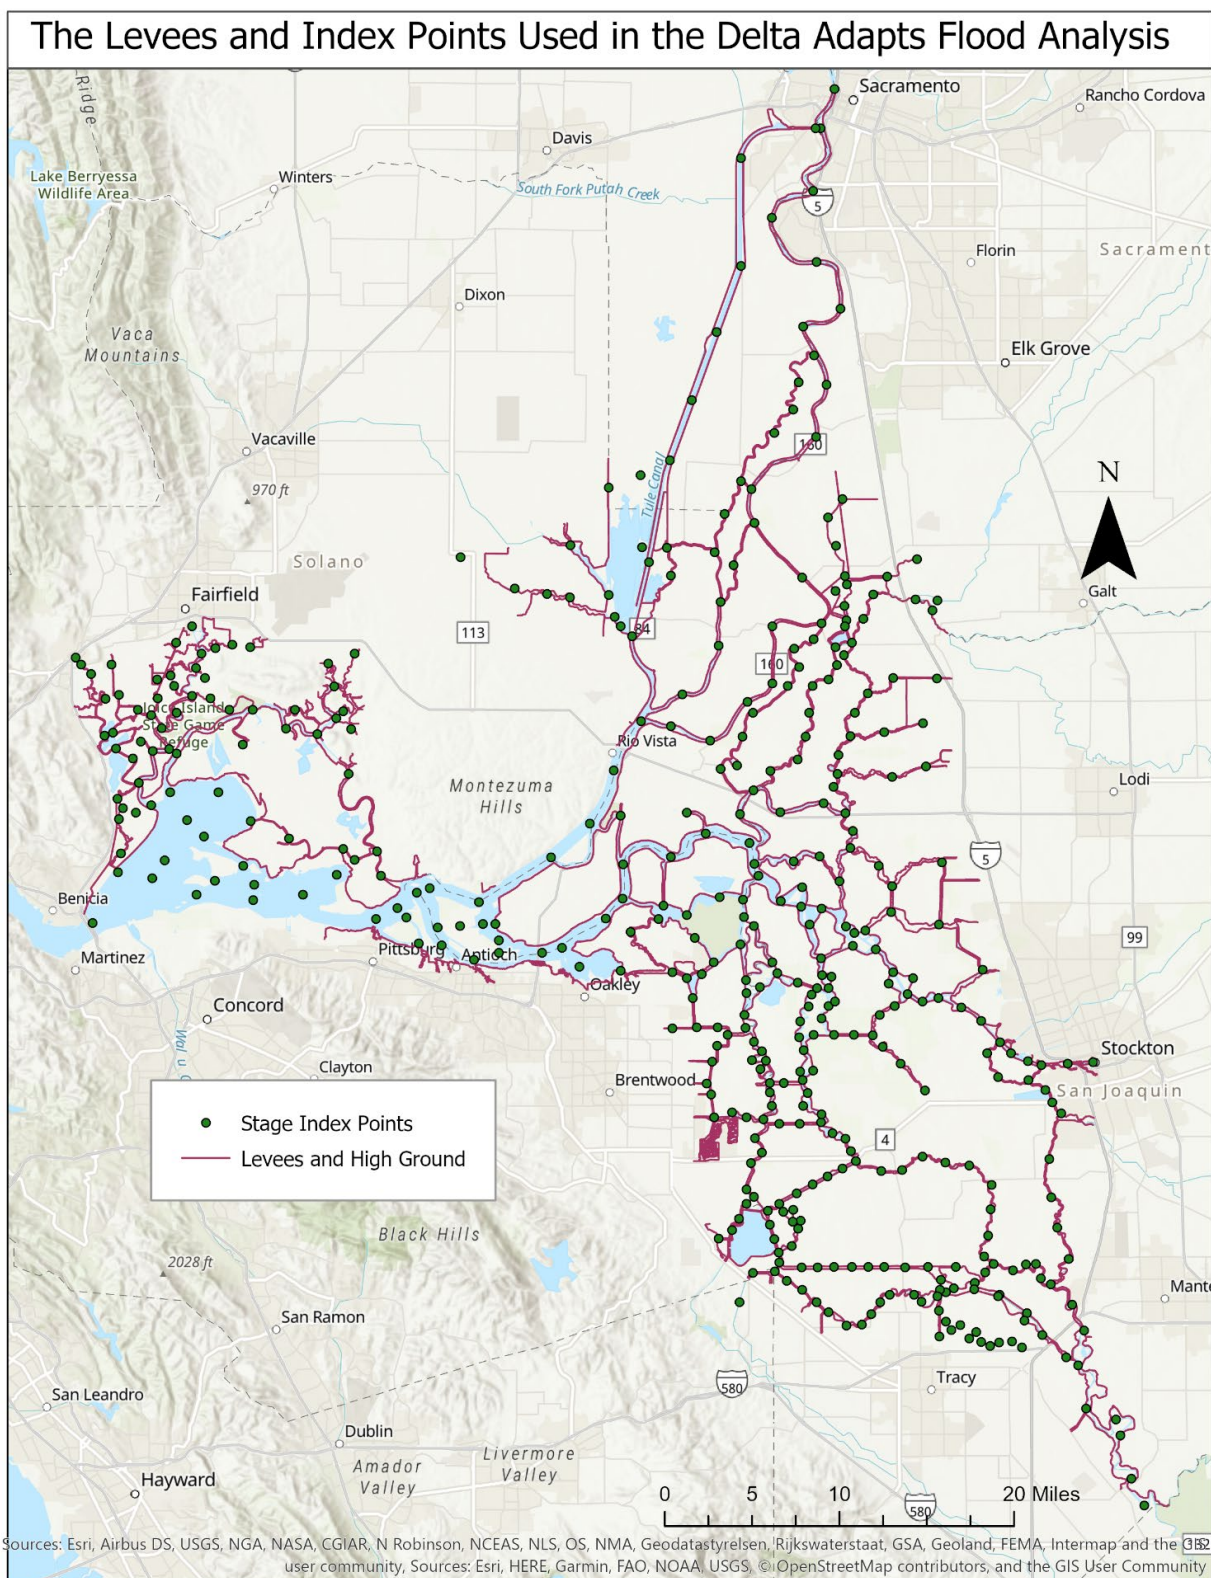 The Levees and Index Points Used in the Delta Adapts Flood Analysis
Ridge
Sacramento
Rancho Cordova
Davis
Lake Berryessa
Wildlife Area
Winters
South Fork Putah Creek
5
Florin
Sacrament
Dixon
Vaca
Mountains
Elk Grove
Vacaville
160
N
970 ft
Tule Canal
Solano
Fairfield
Galt
113
84
160
Joice Island
State Game
Refuge
Rio Vista
Montezuma
Hills
Lodi
5
Benicia
99
Martinez
Pittsburg
Antioch
Oakley
Concord
Stockton
Clayton
Brentwood
San Joaquin
Stage Index Points
4
Levees and High Ground
Black Hills
2028 ft
Mante
San Ramon
Tracy
580
San Leandro
Dublin
Livermore
Valley
Amador
Valley
Hayward
0 5 10 20 Miles
580
Sources: Esri, Airbus DS, USGS, NGA, NASA, CGIAR, N Robinson, NCEAS, NLS, OS, NMA, Geodatastyrelsen, Rijkswaterstaat, GSA, Geoland, FEMA, Intermap and the GIS
user community, Sources: Esri, HERE, Garmin, FAO, NOAA, USGS, © OpenStreetMap contributors, and the GIS User Community